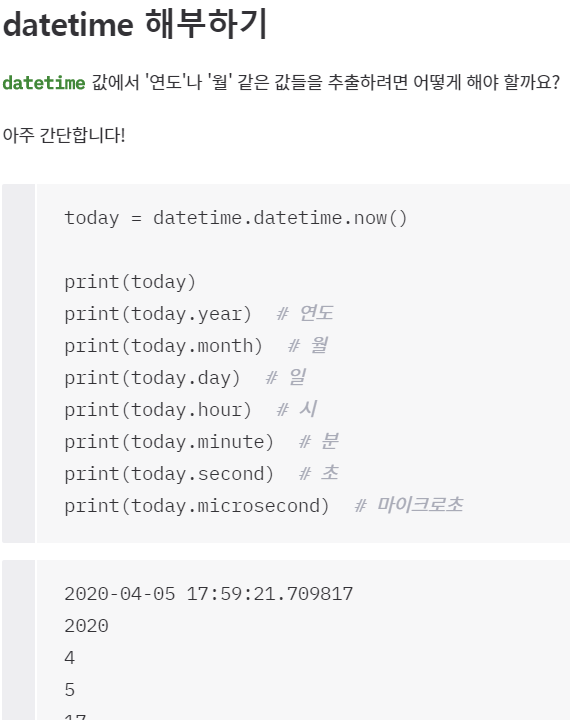 datetime 해부하기
datetime 값에서 '연도'나 '월' 같은 값들을 추출하려면 어떻게 해야 할까요?
아주 간단합니다!
today = datetime.datetime.now()
print(today)
print(today.year)  # 연도
print(today.month)  # 월
print(today.day)  # 일
print(today.hour)  # 시
print(today.minute)  # 분
print(today.second)  # 초
print(today.microsecond)  # 마이크로초
2020-04-05 17:59:21.709817
2020
4
5
17